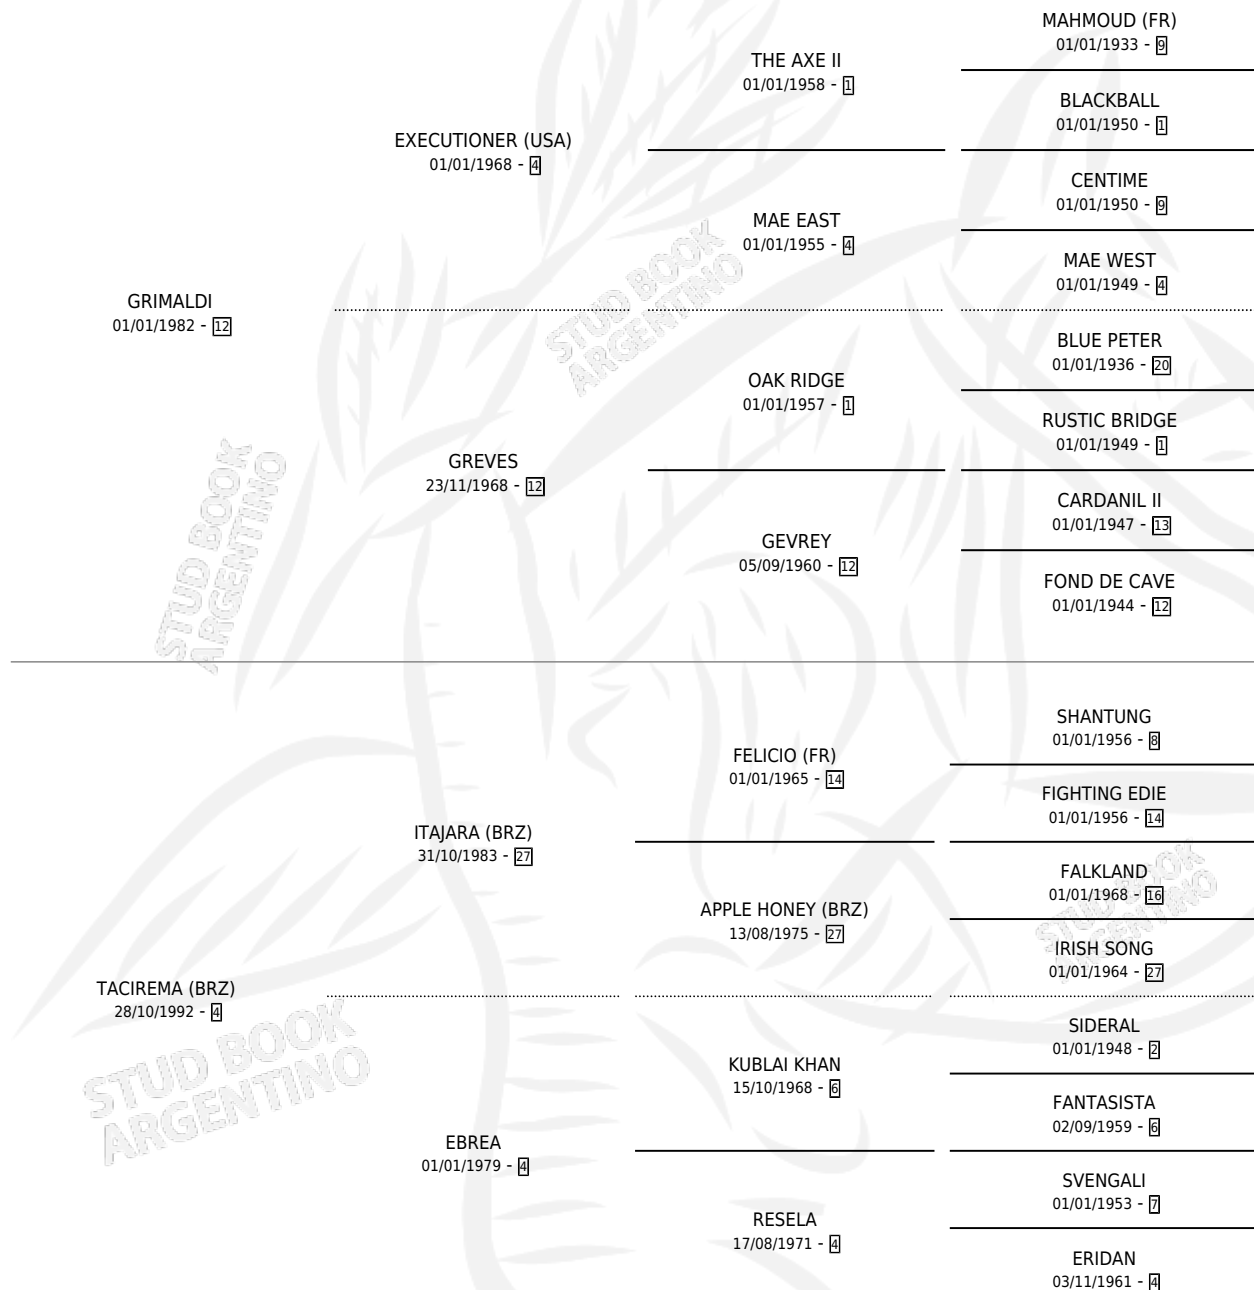 MAHMOUD (FR)
01/01/1933 - 9
THE AXE II
01/01/1958 - 1
BLACKBALL
01/01/1950 - 1
EXECUTIONER (USA)
01/01/1968 - 4
CENTIME
01/01/1950 - 9
MAE EAST
01/01/1955 - 4
MAE WEST
01/01/1949 - 4
GRIMALDI
01/01/1982 - 12
BLUE PETER
01/01/1936 - 20
OAK RIDGE
01/01/1957 - 1
RUSTIC BRIDGE
01/01/1949 - 1
GREVES
23/11/1968 - 12
CARDANIL II
01/01/1947 - 13
GEVREY
05/09/1960 - 12
FOND DE CAVE
01/01/1944 - 12
SHANTUNG
01/01/1956 - 8
FELICIO (FR)
01/01/1965 - 14
FIGHTING EDIE
01/01/1956 - 14
ITAJARA (BRZ)
31/10/1983 - 27
FALKLAND
01/01/1968 - 16
APPLE HONEY (BRZ)
13/08/1975 - 27
IRISH SONG
01/01/1964 - 27
TACIREMA (BRZ)
28/10/1992 - 4
SIDERAL
01/01/1948 - 2
KUBLAI KHAN
15/10/1968 - 6
FANTASISTA
02/09/1959 - 6
EBREA
01/01/1979 - 4
SVENGALI
01/01/1953 - 7
RESELA
17/08/1971 - 4
ERIDAN
03/11/1961 - 4
STUD BOOK
ARGENTINO
STUD BOOK
ARGENTINO
STUD BOOK
ARGENTINO
STUD BOOK
ARGENTINO